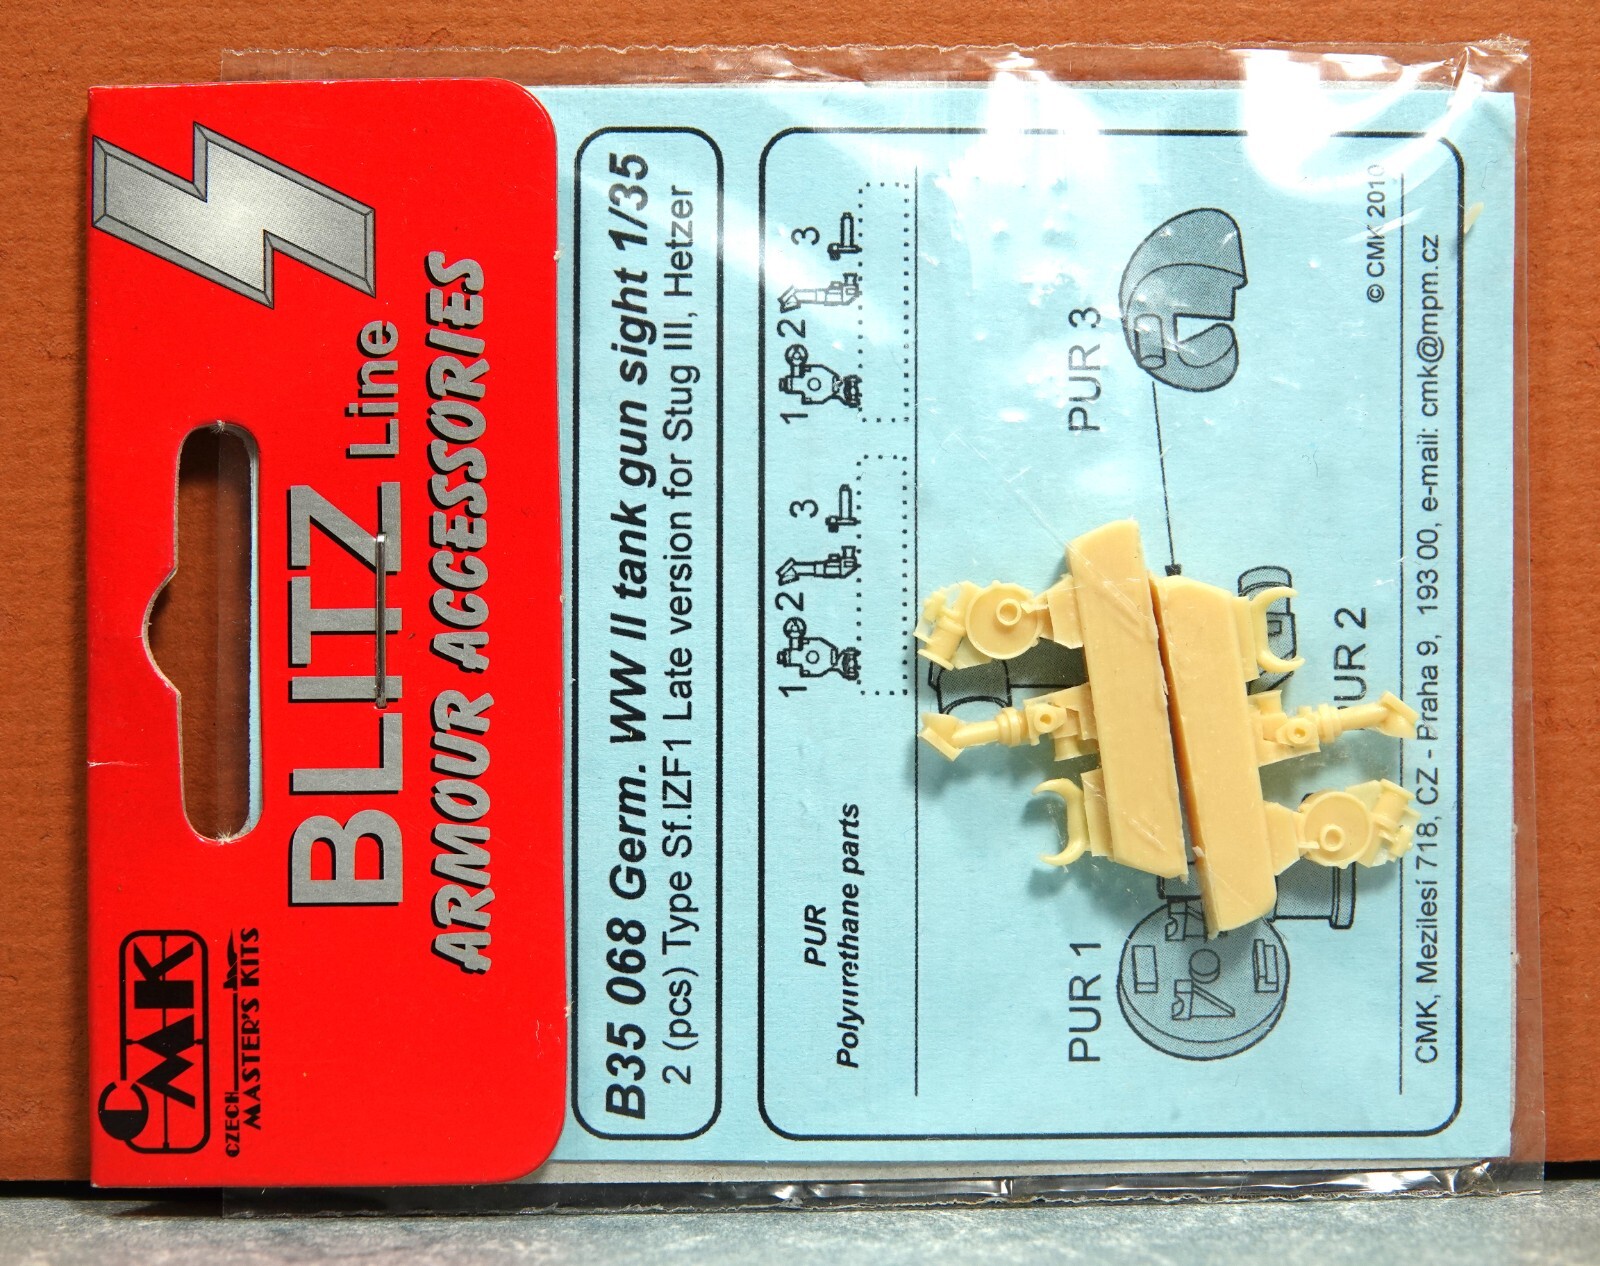 CMK
CZECH
MASTER'S KITS
BLITZ Line
ARMOUR ACCESSORIES
B35 068 Germ. WW II tank gun sight 1/35
2 (pcs) Type Sf.IZF1 Late version for Stug III, Hetzer
1 2 3 1 2 3
PUR
Polyurethane parts
PUR 1 PUR 3
PUR 2
© CMK 2010
CMK, Mezilesí 718, CZ - Praha 9, 193 00, e-mail: cmk@mpm.cz